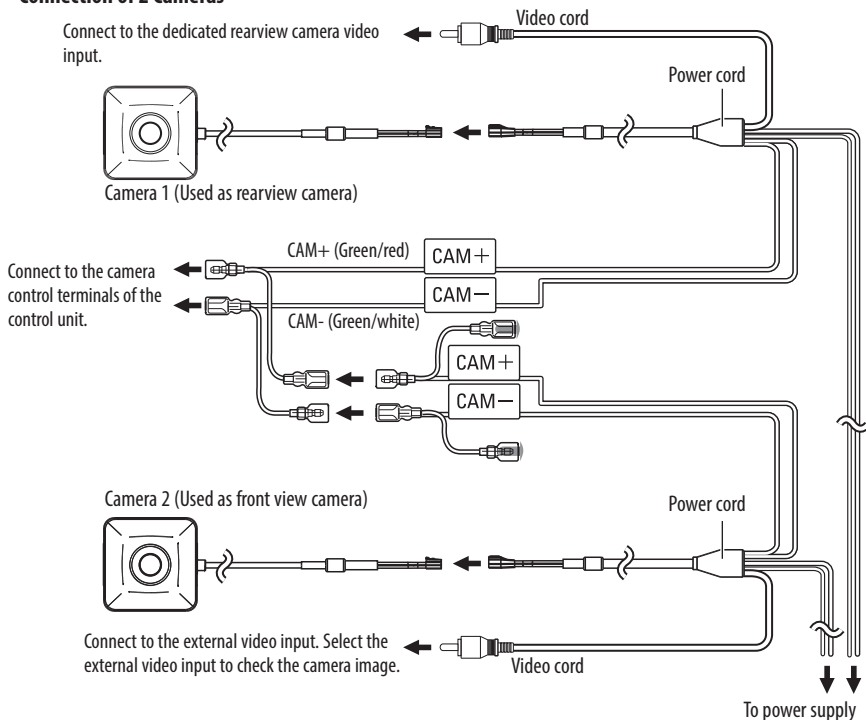 Connection of 2 Cameras
Connect to the dedicated rearview camera video
input.
Video cord
Power cord
Camera 1 (Used as rearview camera)
CAM+ (Green/red)
CAM+
Connect to the camera
control terminals of the
control unit.
CAM−
CAM- (Green/white)
CAM+
CAM−
Camera 2 (Used as front view camera)
Power cord
Connect to the external video input. Select the
external video input to check the camera image.
Video cord
To power supply